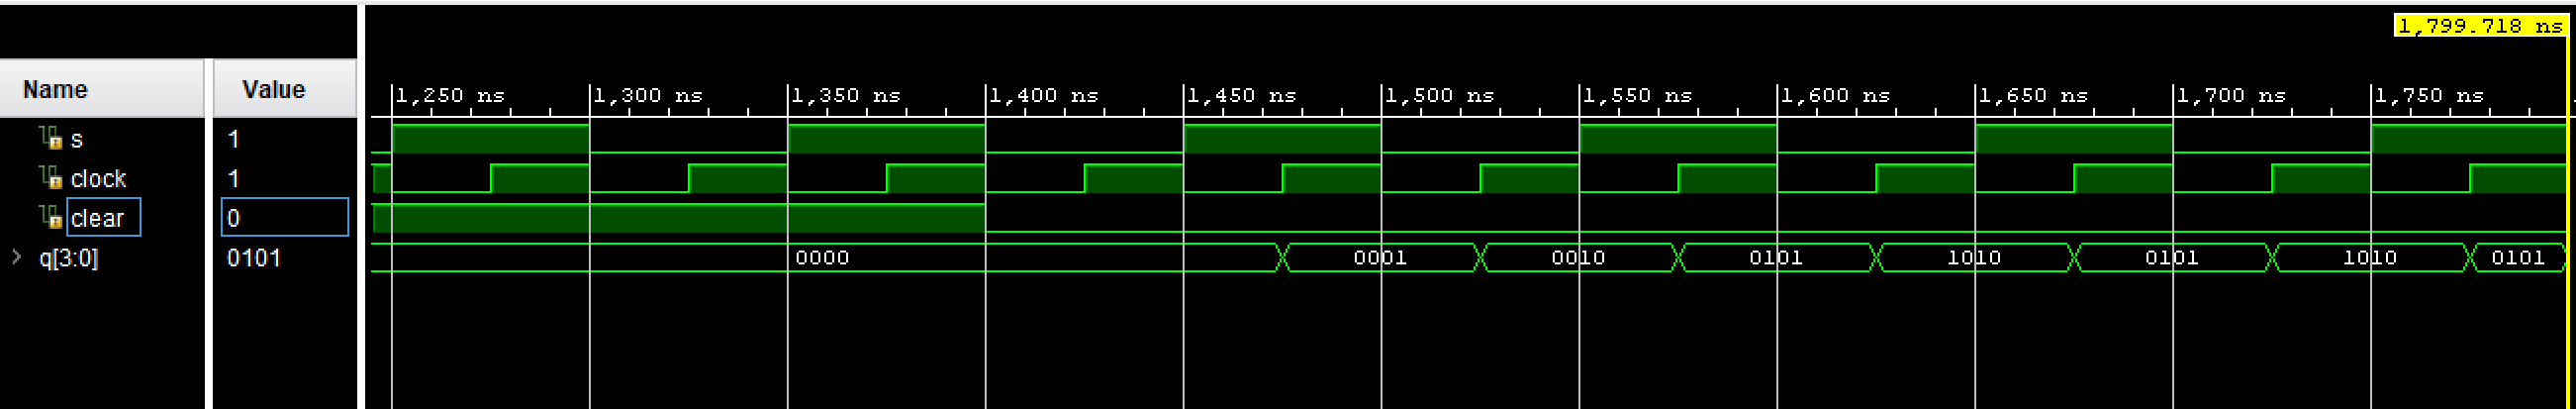 1,799.718 ns
Name Value 1,250 ns 1,300 ns 1,350 ns 1,400 ns 1,450 ns 1,500 ns 1,550 ns 1,600 ns 1,650 ns 1,700 ns 1,750 ns
s 1
clock 1
clear 0
q[3:0] 0101 0000 0001 0010 0101 1010 0101 1010 0101